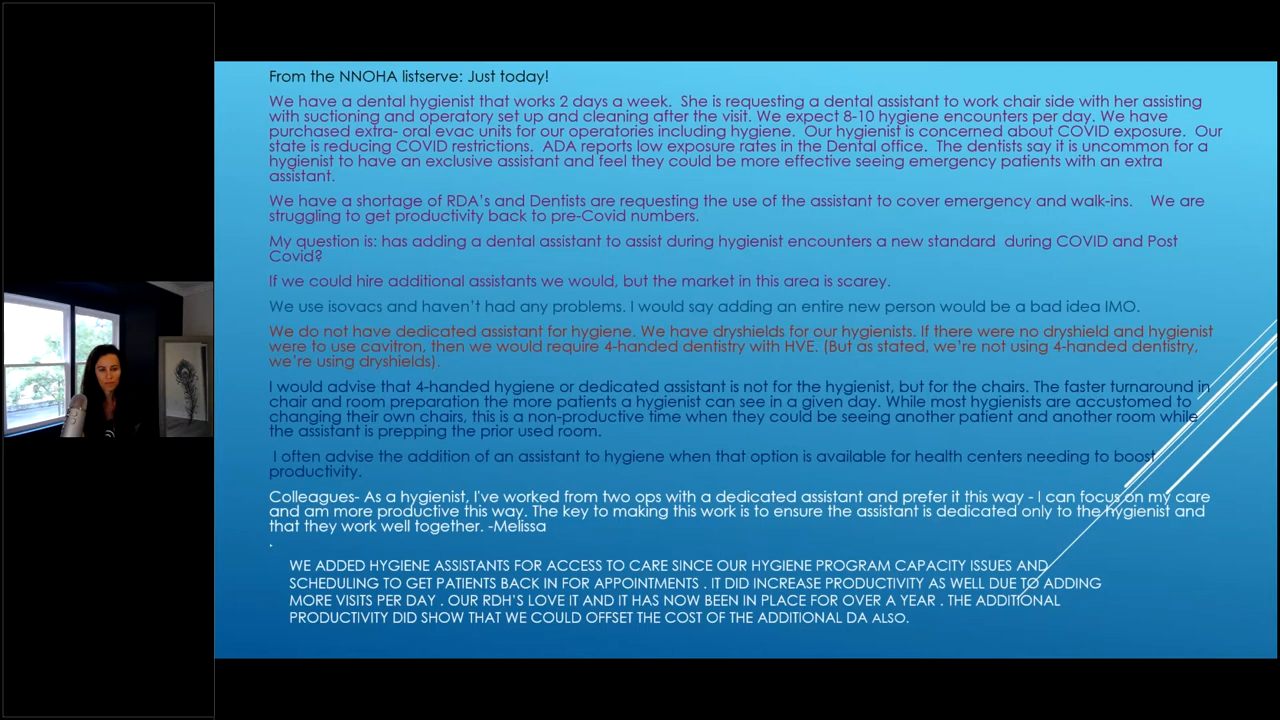 From the NNOHA listserve: Just today!
We have a dental hygienist that works 2 days a week.  She is requesting a dental assistant to work chair side with her assisting
with suctioning and operatory set up and cleaning after the visit. We expect 8-10 hygiene encounters per day. We have
purchased extra- oral evac units for our operatories including hygiene.  Our hygienist is concerned about COVID exposure.  Our
state is reducing COVID restrictions.  ADA reports low exposure rates in the Dental office.  The dentists say it is uncommon for a
hygienist to have an exclusive assistant and feel they could be more effective seeing emergency patients with an extra
assistant.
We have a shortage of RDA's and Dentists are requesting the use of the assistant to cover emergency and walk-ins.    We are
struggling to get productivity back to pre-Covid numbers.
My question is: has adding a dental assistant to assist during hygienist encounters a new standard  during COVID and Post
Covid?
If we could hire additional assistants we would, but the market in this area is scarey.
We use isovacs and haven't had any problems. I would say adding an entire new person would be a bad idea IMO.
We do not have dedicated assistant for hygiene. We have dryshields for our hygienists. If there were no dryshield and hygienist
were to use cavitron, then we would require 4-handed dentistry with HVE. (But as stated, we're not using 4-handed dentistry,
we're using dryshields).
I would advise that 4-handed hygiene or dedicated assistant is not for the hygienist, but for the chairs. The faster turnaround in
chair and room preparation the more patients a hygienist can see in a given day. While most hygienists are accustomed to
changing their own chairs, this is a non-productive time when they could be seeing another patient and another room while
the assistant is prepping the prior used room.
I often advise the addition of an assistant to hygiene when that option is available for health centers needing to boost
productivity.
Colleagues- As a hygienist, I've worked from two ops with a dedicated assistant and prefer it this way - I can focus on my care
and am more productive this way. The key to making this work is to ensure the assistant is dedicated only to the hygienist and
that they work well together. -Melissa
.
WE ADDED HYGIENE ASSISTANTS FOR ACCESS TO CARE SINCE OUR HYGIENE PROGRAM CAPACITY ISSUES AND
SCHEDULING TO GET PATIENTS BACK IN FOR APPOINTMENTS . IT DID INCREASE PRODUCTIVITY AS WELL DUE TO ADDING
MORE VISITS PER DAY . OUR RDH'S LOVE IT AND IT HAS NOW BEEN IN PLACE FOR OVER A YEAR . THE ADDITIONAL
PRODUCTIVITY DID SHOW THAT WE COULD OFFSET THE COST OF THE ADDITIONAL DA ALSO.